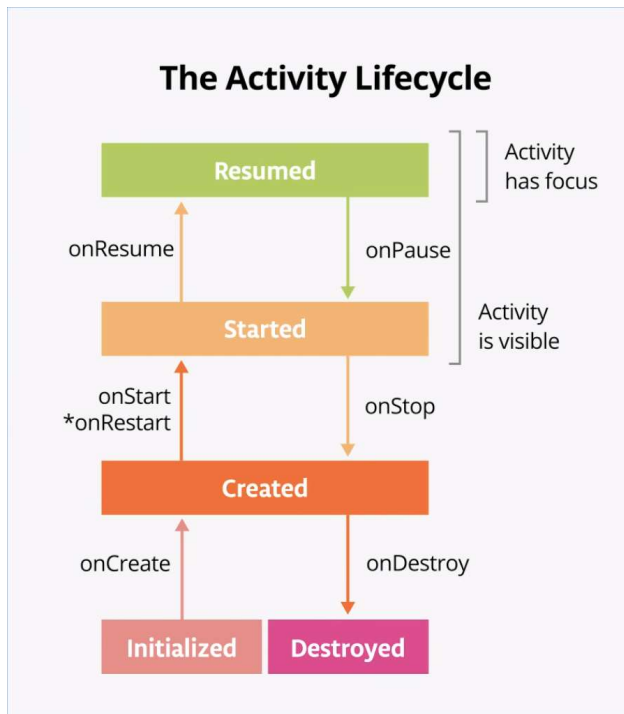 The Activity Lifecycle
Resumed
Activity
has focus
onResume
onPause
Started
Activity
is visible
onStart
*onRestart
onStop
Created
onCreate
onDestroy
Initialized
Destroyed